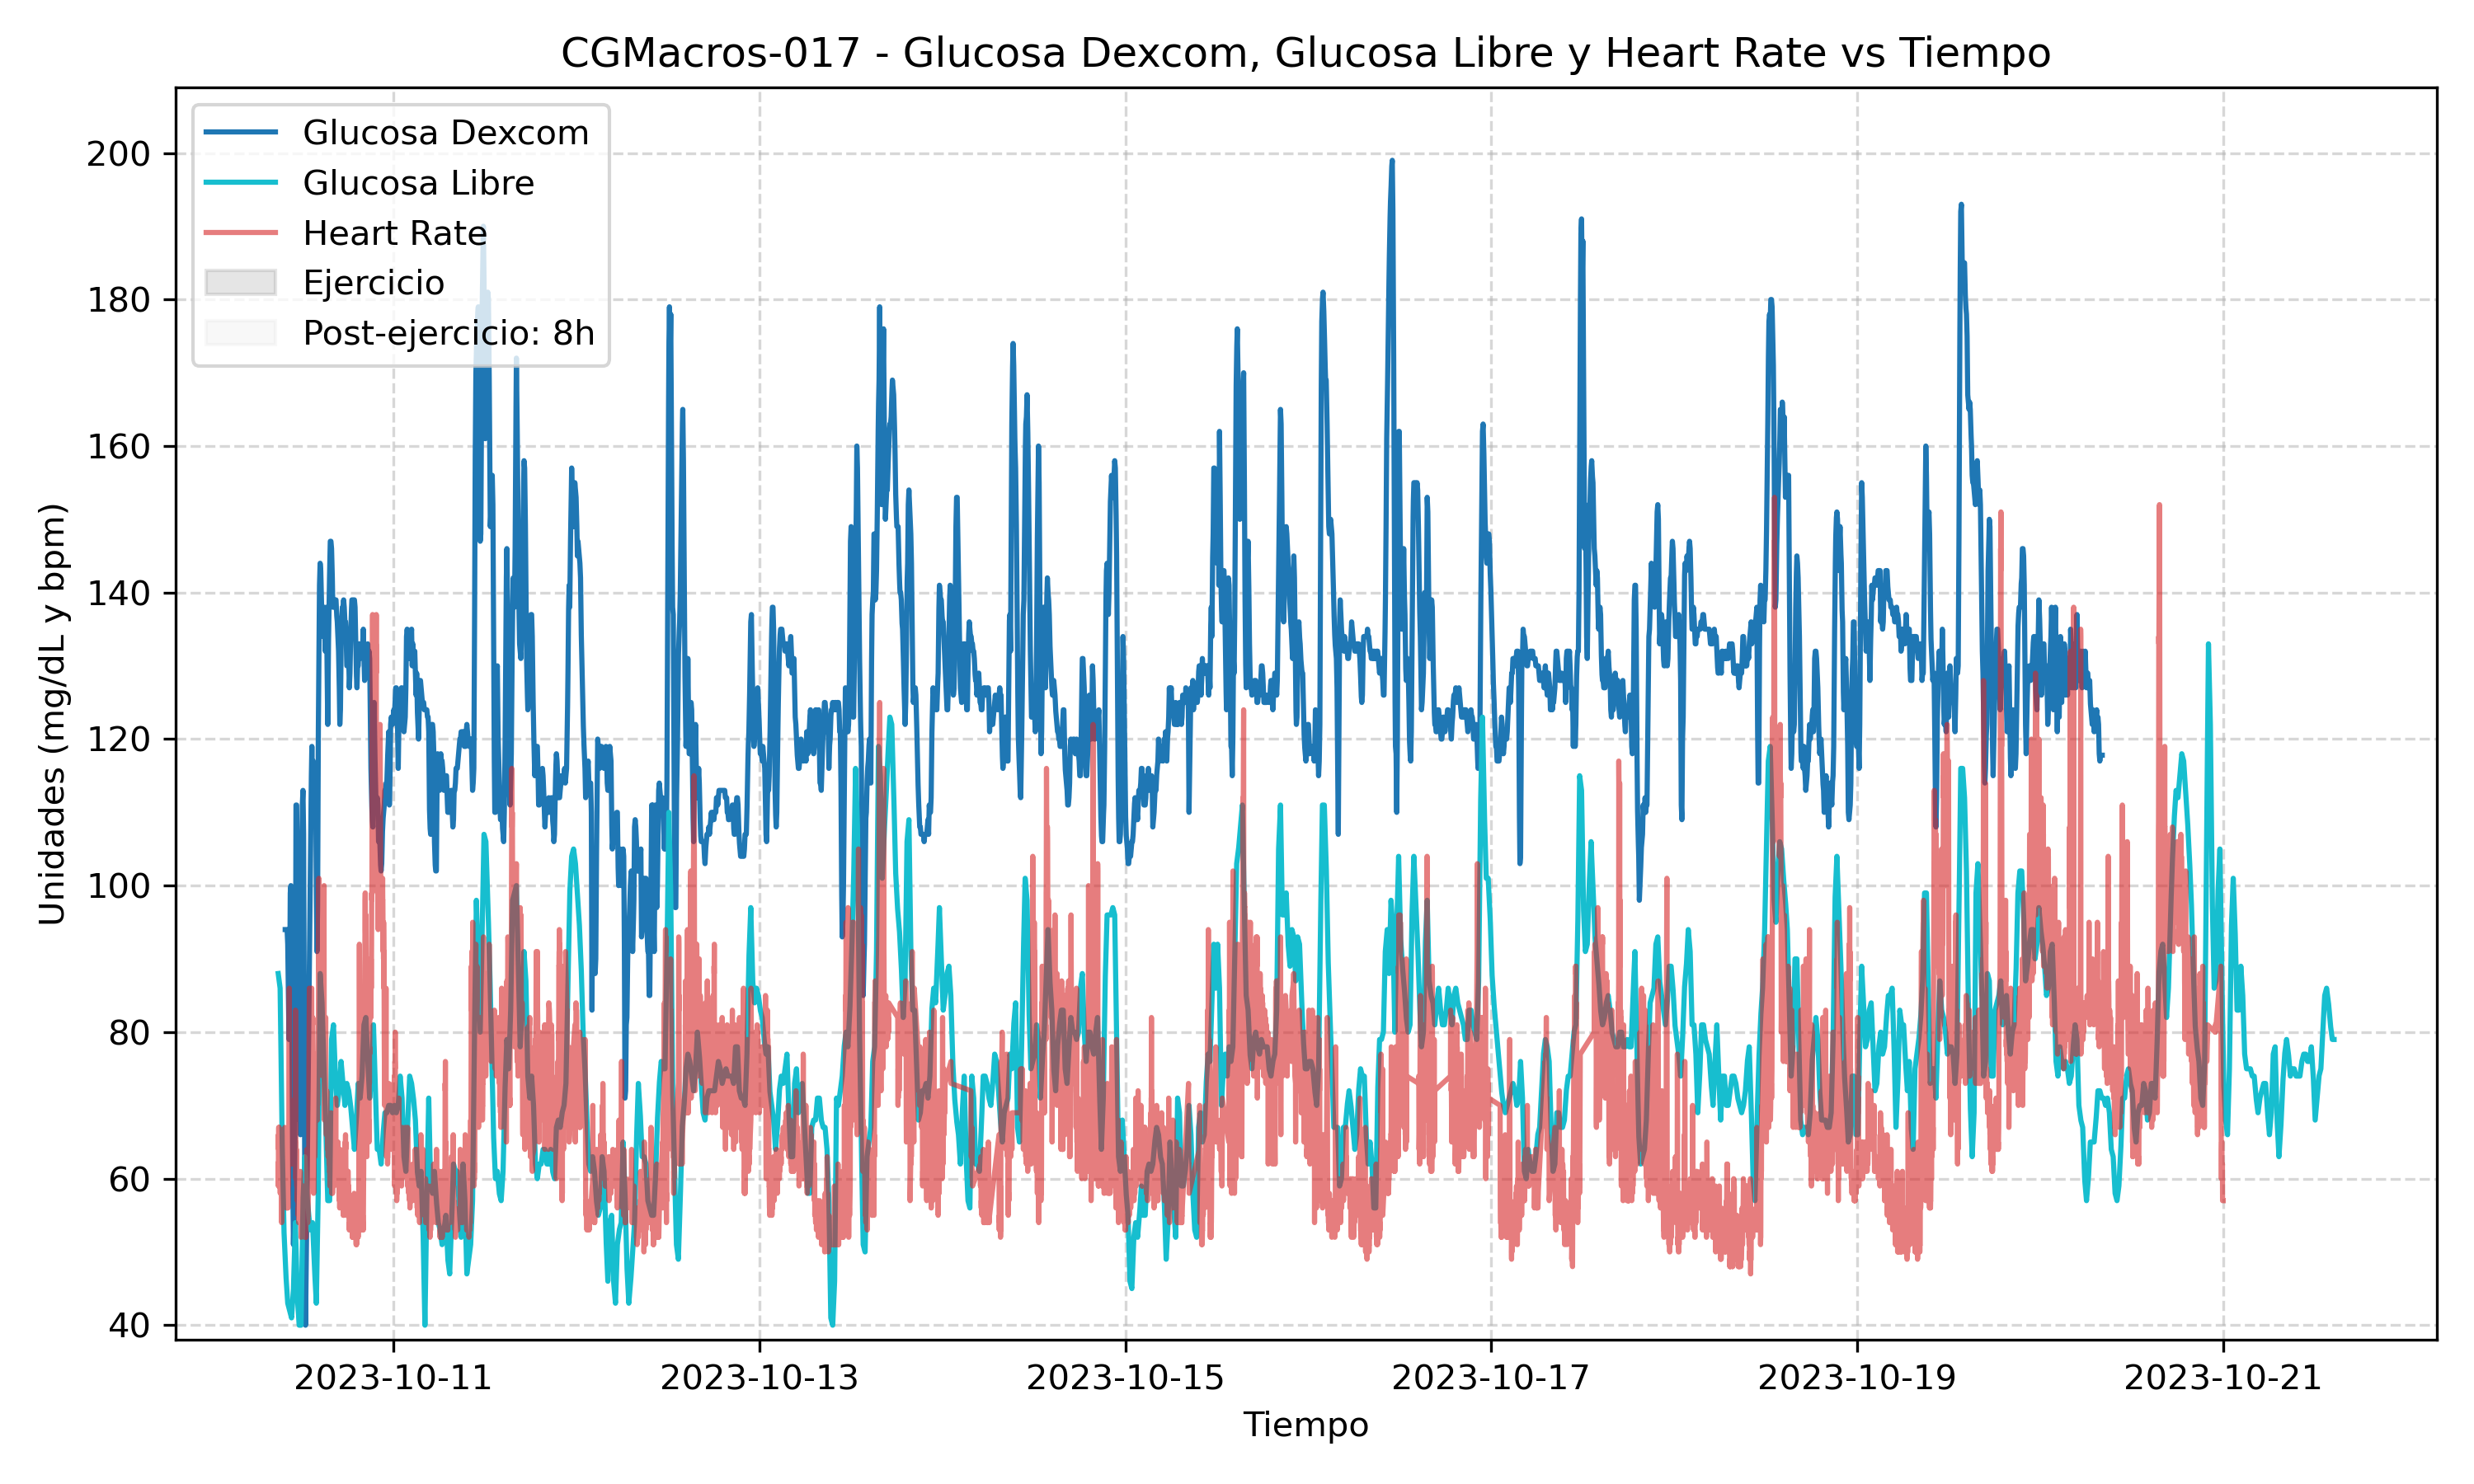 CGMacros-017 - Glucosa Dexcom, Glucosa Libre y Heart Rate vs Tiempo
Glucosa Dexcom
Glucosa Libre
Heart Rate
Ejercicio
Post-ejercicio: 8h
Unidades (mg/dL y bpm)
200
180
160
140
120
100
80
60
40
2023-10-11
2023-10-13
2023-10-15
2023-10-17
2023-10-19
2023-10-21
Tiempo